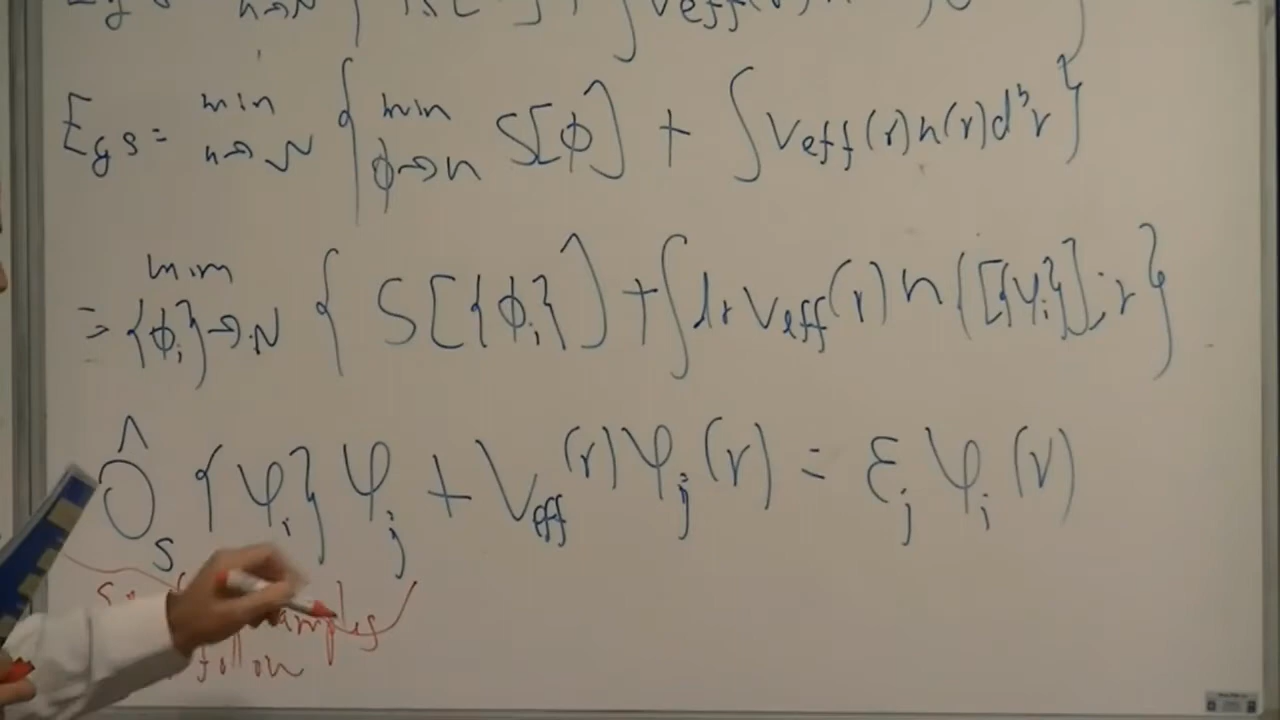 E_gs = min_{n→N} { min_{ϕ→n} S[ϕ] + ∫ V_eff(r) n(r) d³r }
= min_{{ϕ_i}→N} { S[{ϕ_i}] + ∫ dr V_eff(r) n([{φ_i}]; r }
Ô_S {φ_i} φ_j + V_eff(r) φ_j(r) = ε_j φ_i(r)
follow